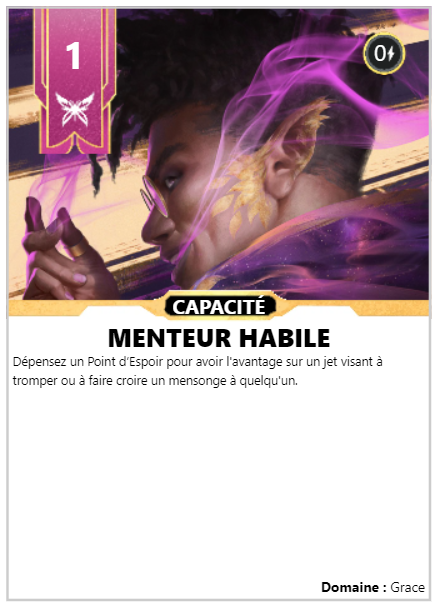 1
0
CAPACITÉ
MENTEUR HABILE
Dépensez un Point d’Espoir pour avoir l'avantage sur un jet visant à
tromper ou à faire croire un mensonge à quelqu'un.
Domaine : Grace